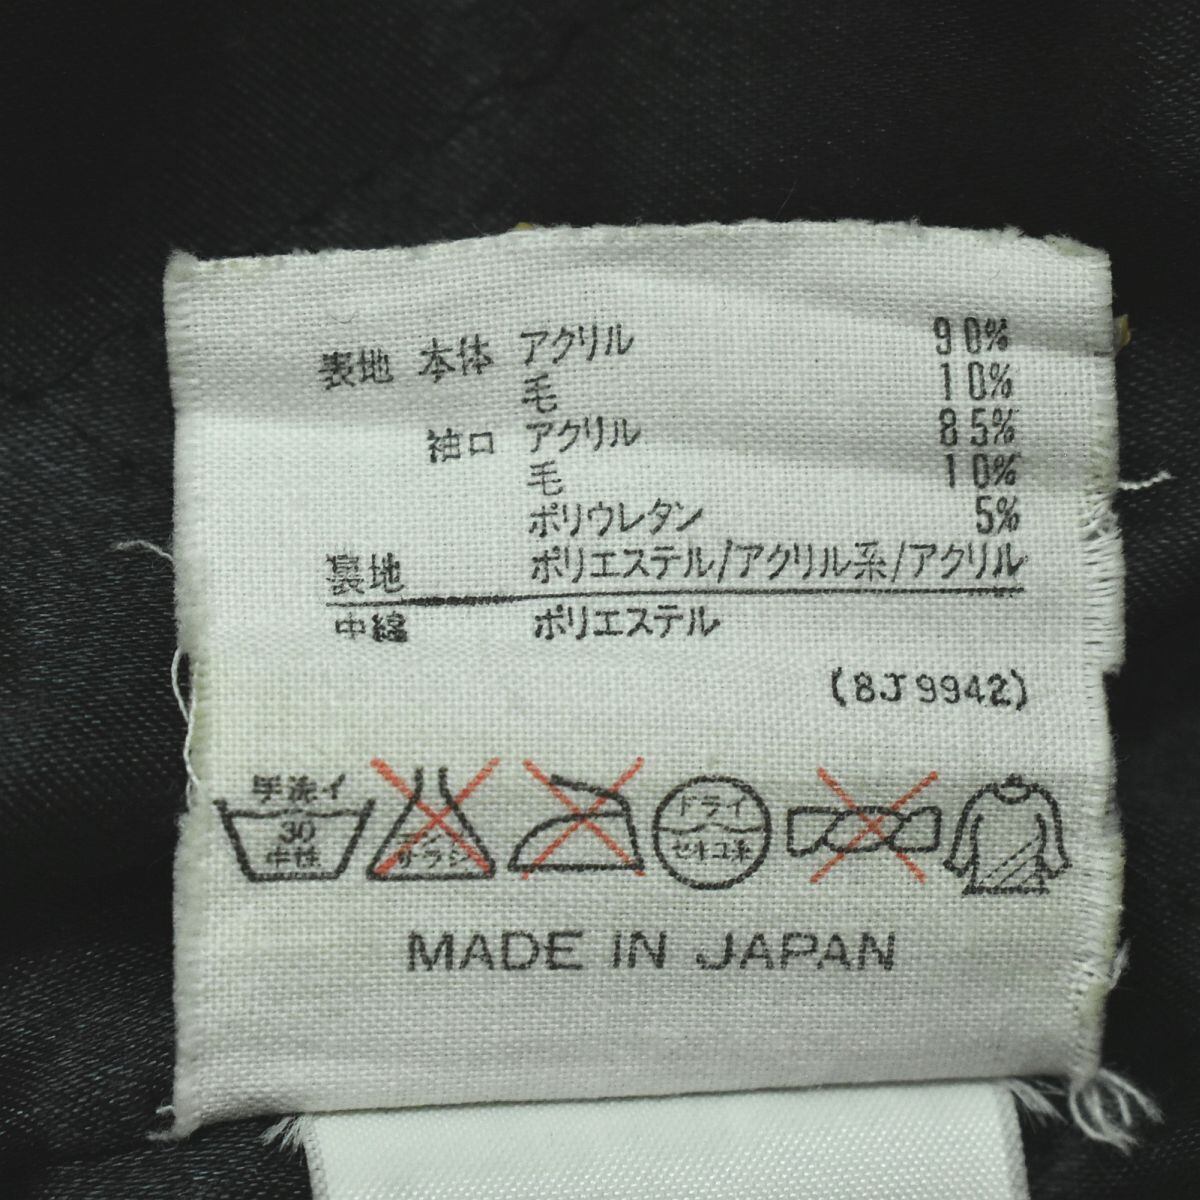 表地 本体 アクリル 90%
毛 10%
袖口 アクリル 85%
毛 10%
ポリウレタン 5%
裏地 ポリエステル/アクリル系/アクリル
中綿 ポリエステル
(8J9942)
手洗イ
30
中性
サラシ
ドライ
セキユ系
MADE IN JAPAN